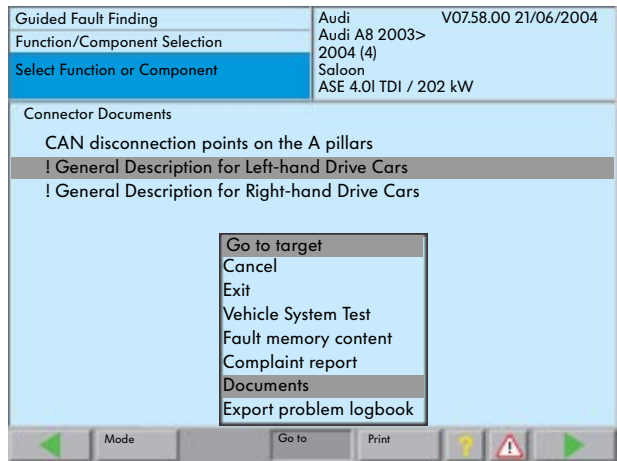 Guided Fault Finding
Function/Component Selection
Select Function or Component
Audi V07.58.00 21/06/2004
Audi A8 2003>
2004 (4)
Saloon
ASE 4.0l TDI / 202 kW
Connector Documents
CAN disconnection points on the A pillars
! General Description for Left-hand Drive Cars
! General Description for Right-hand Drive Cars
Go to target
Cancel
Exit
Vehicle System Test
Fault memory content
Complaint report
Documents
Export problem logbook
Mode Go to Print ? !